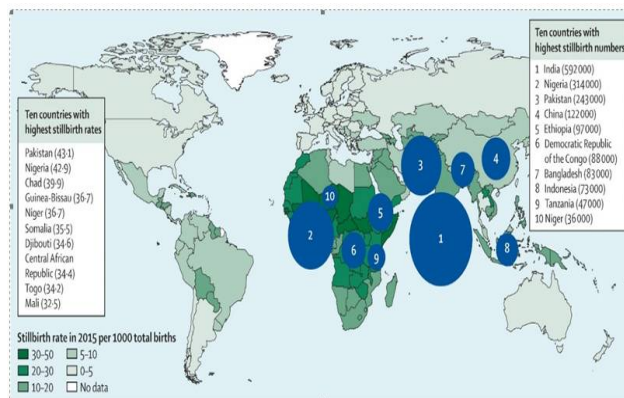 Ten countries with
highest stillbirth numbers
1 India (592 000)
2 Nigeria (314 000)
3 Pakistan (243 000)
4 China (122 000)
5 Ethiopia (97 000)
6 Democratic Republic
of the Congo (88 000)
7 Bangladesh (83 000)
8 Indonesia (73 000)
9 Tanzania (47 000)
10 Niger (36 000)
Ten countries with
highest stillbirth rates
Pakistan (43·1)
Nigeria (42·9)
Chad (39·9)
Guinea-Bissau (36·7)
Niger (36·7)
Somalia (35·5)
Djibouti (34·6)
Central African
Republic (34·4)
Togo (34·2)
Mali (32·5)
3
7
4
10
5
2
6
9
1
8
Stillbirth rate in 2015 per 1000 total births
30-50
5-10
20-30
0-5
10-20
No data